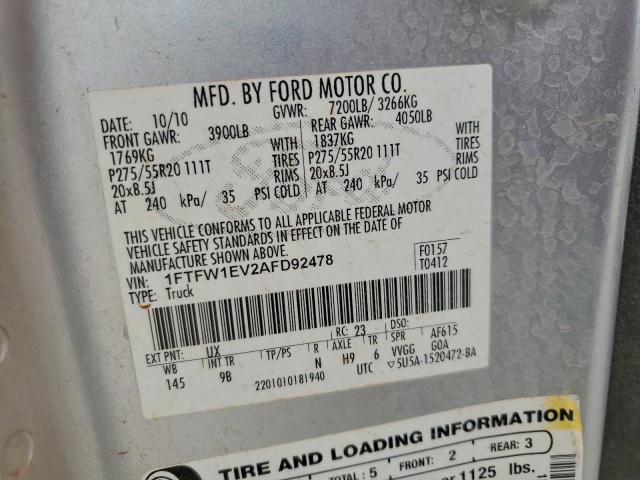 MFD. BY FORD MOTOR CO.
DATE: 10/10 GVWR: 7200LB/ 3266KG
FRONT GAWR: 3900LB REAR GAWR: 4050LB
1769KG WITH 1837KG WITH
P275/55R20 111T TIRES P275/55R20 111T TIRES
20x8.5J RIMS 20x8.5J RIMS
AT 240 kPa/ 35 PSI COLD AT 240 kPa/ 35 PSI COLD
THIS VEHICLE CONFORMS TO ALL APPLICABLE FEDERAL MOTOR
VEHICLE SAFETY STANDARDS IN EFFECT ON THE DATE OF
MANUFACTURE SHOWN ABOVE.
VIN: 1FTFW1EV2AFD92478 F0157
TYPE: Truck T0412
EXT PNT: UX RC: 23 DSO:
WB INT TR TP/PS R AXLE TR SPR AF615
145 9B N H9 6 VVGG G0A
2201010181940 UTC ▽5U5A-1520472-BA
TIRE AND LOADING INFORMATION
TOTAL: 5 FRONT: 2 REAR: 3
or 1125 lbs.